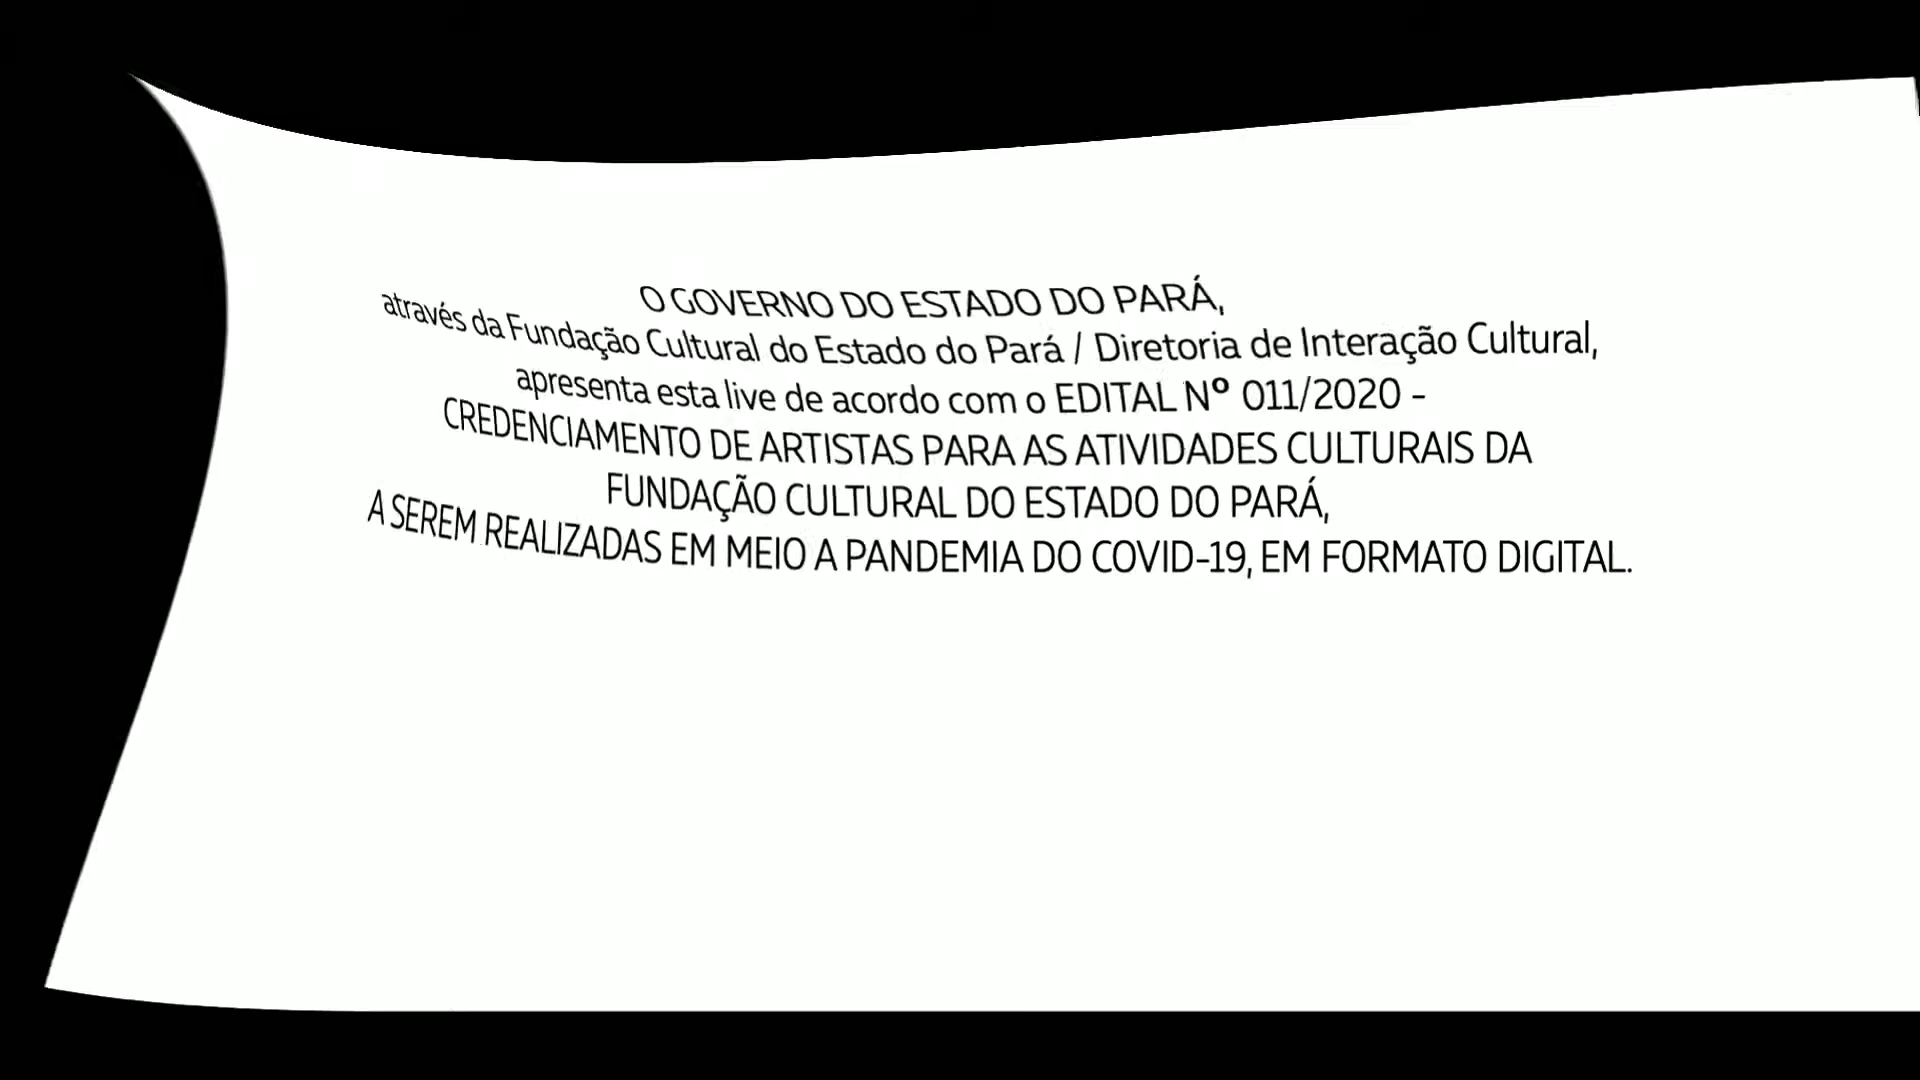 O GOVERNO DO ESTADO DO PARÁ,
através da Fundação Cultural do Estado do Pará / Diretoria de Interação Cultural,
apresenta esta live de acordo com o EDITAL Nº 011/2020 -
CREDENCIAMENTO DE ARTISTAS PARA AS ATIVIDADES CULTURAIS DA
FUNDAÇÃO CULTURAL DO ESTADO DO PARÁ,
A SEREM REALIZADAS EM MEIO A PANDEMIA DO COVID-19, EM FORMATO DIGITAL.